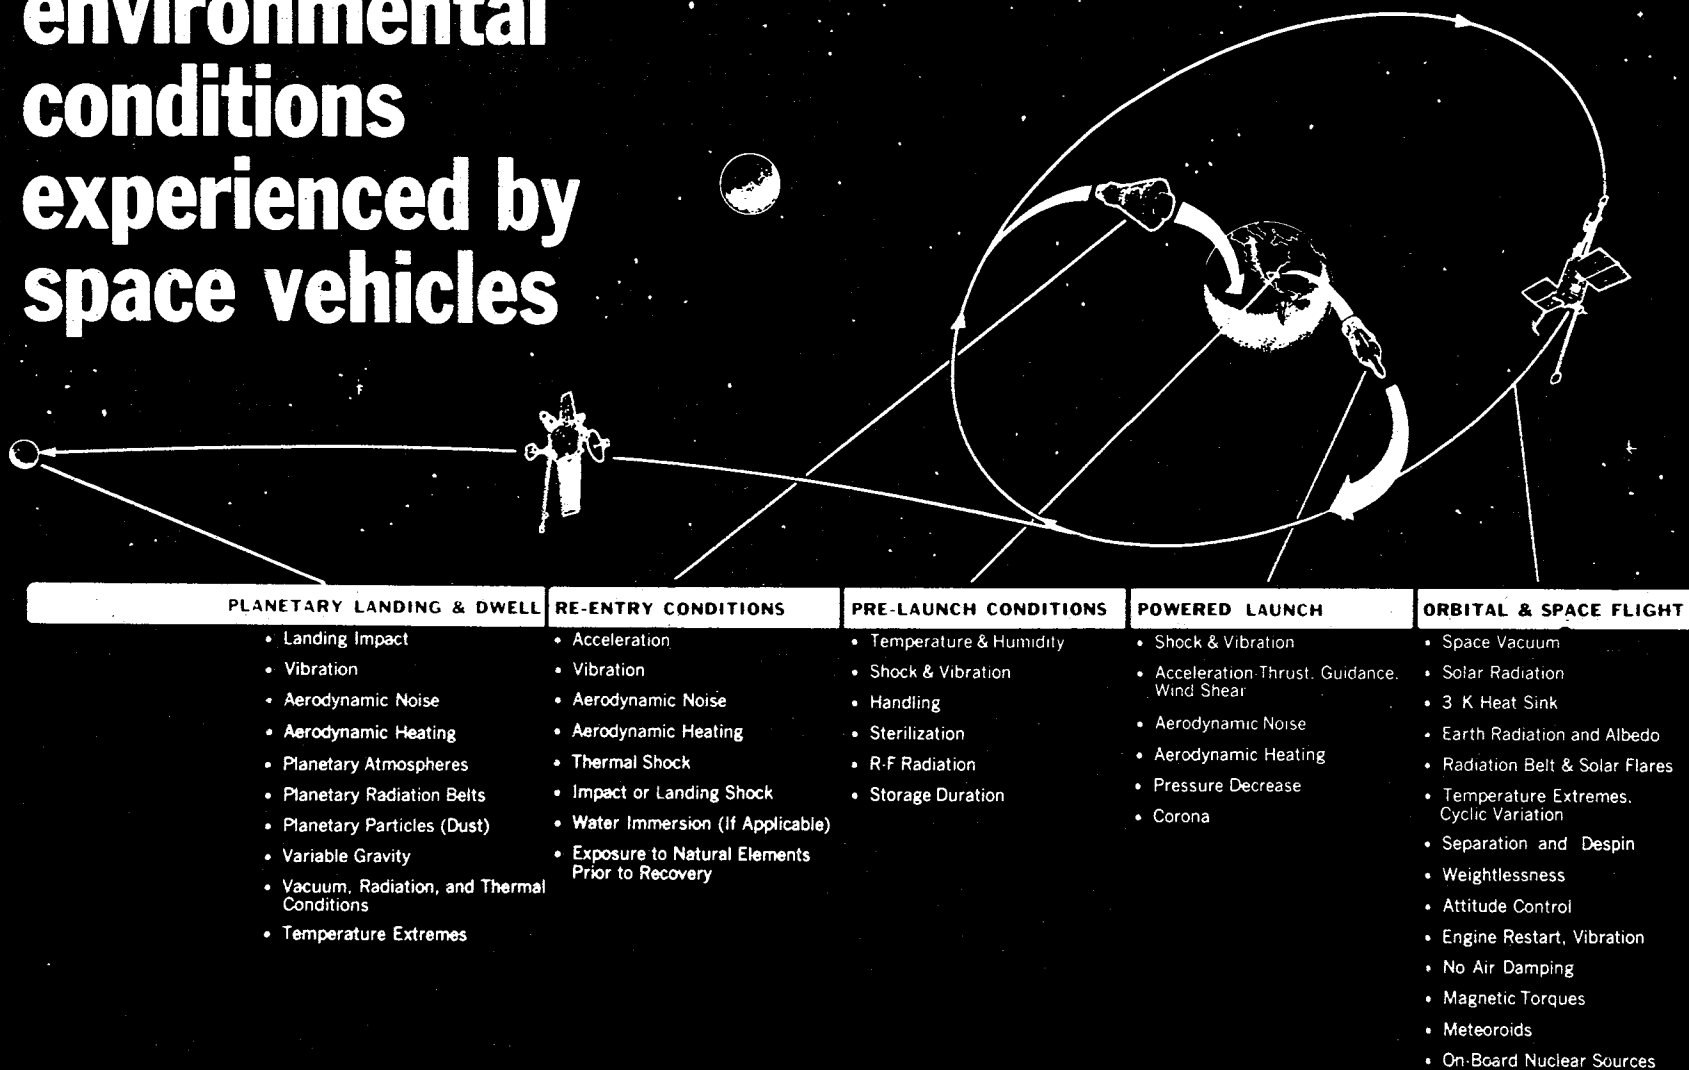 environmental
conditions
experienced by
space vehicles
PLANETARY LANDING & DWELL
• Landing Impact
• Vibration
• Aerodynamic Noise
• Aerodynamic Heating
• Planetary Atmospheres
• Planetary Radiation Belts
• Planetary Particles (Dust)
• Variable Gravity
• Vacuum, Radiation, and Thermal
Conditions
• Temperature Extremes
RE-ENTRY CONDITIONS
• Acceleration
• Vibration
• Aerodynamic Noise
• Aerodynamic Heating
• Thermal Shock
• Impact or Landing Shock
• Water Immersion (If Applicable)
• Exposure to Natural Elements
Prior to Recovery
PRE-LAUNCH CONDITIONS
• Temperature & Humidity
• Shock & Vibration
• Handling
• Sterilization
• R-F Radiation
• Storage Duration
POWERED LAUNCH
• Shock & Vibration
• Acceleration-Thrust. Guidance.
Wind Shear
• Aerodynamic Noise
• Aerodynamic Heating
• Pressure Decrease
• Corona
ORBITAL & SPACE FLIGHT
• Space Vacuum
• Solar Radiation
• 3 K Heat Sink
• Earth Radiation and Albedo
• Radiation Belt & Solar Flares
• Temperature Extremes.
Cyclic Variation
• Separation and Despin
• Weightlessness
• Attitude Control
• Engine Restart, Vibration
• No Air Damping
• Magnetic Torques
• Meteoroids
• On-Board Nuclear Sources